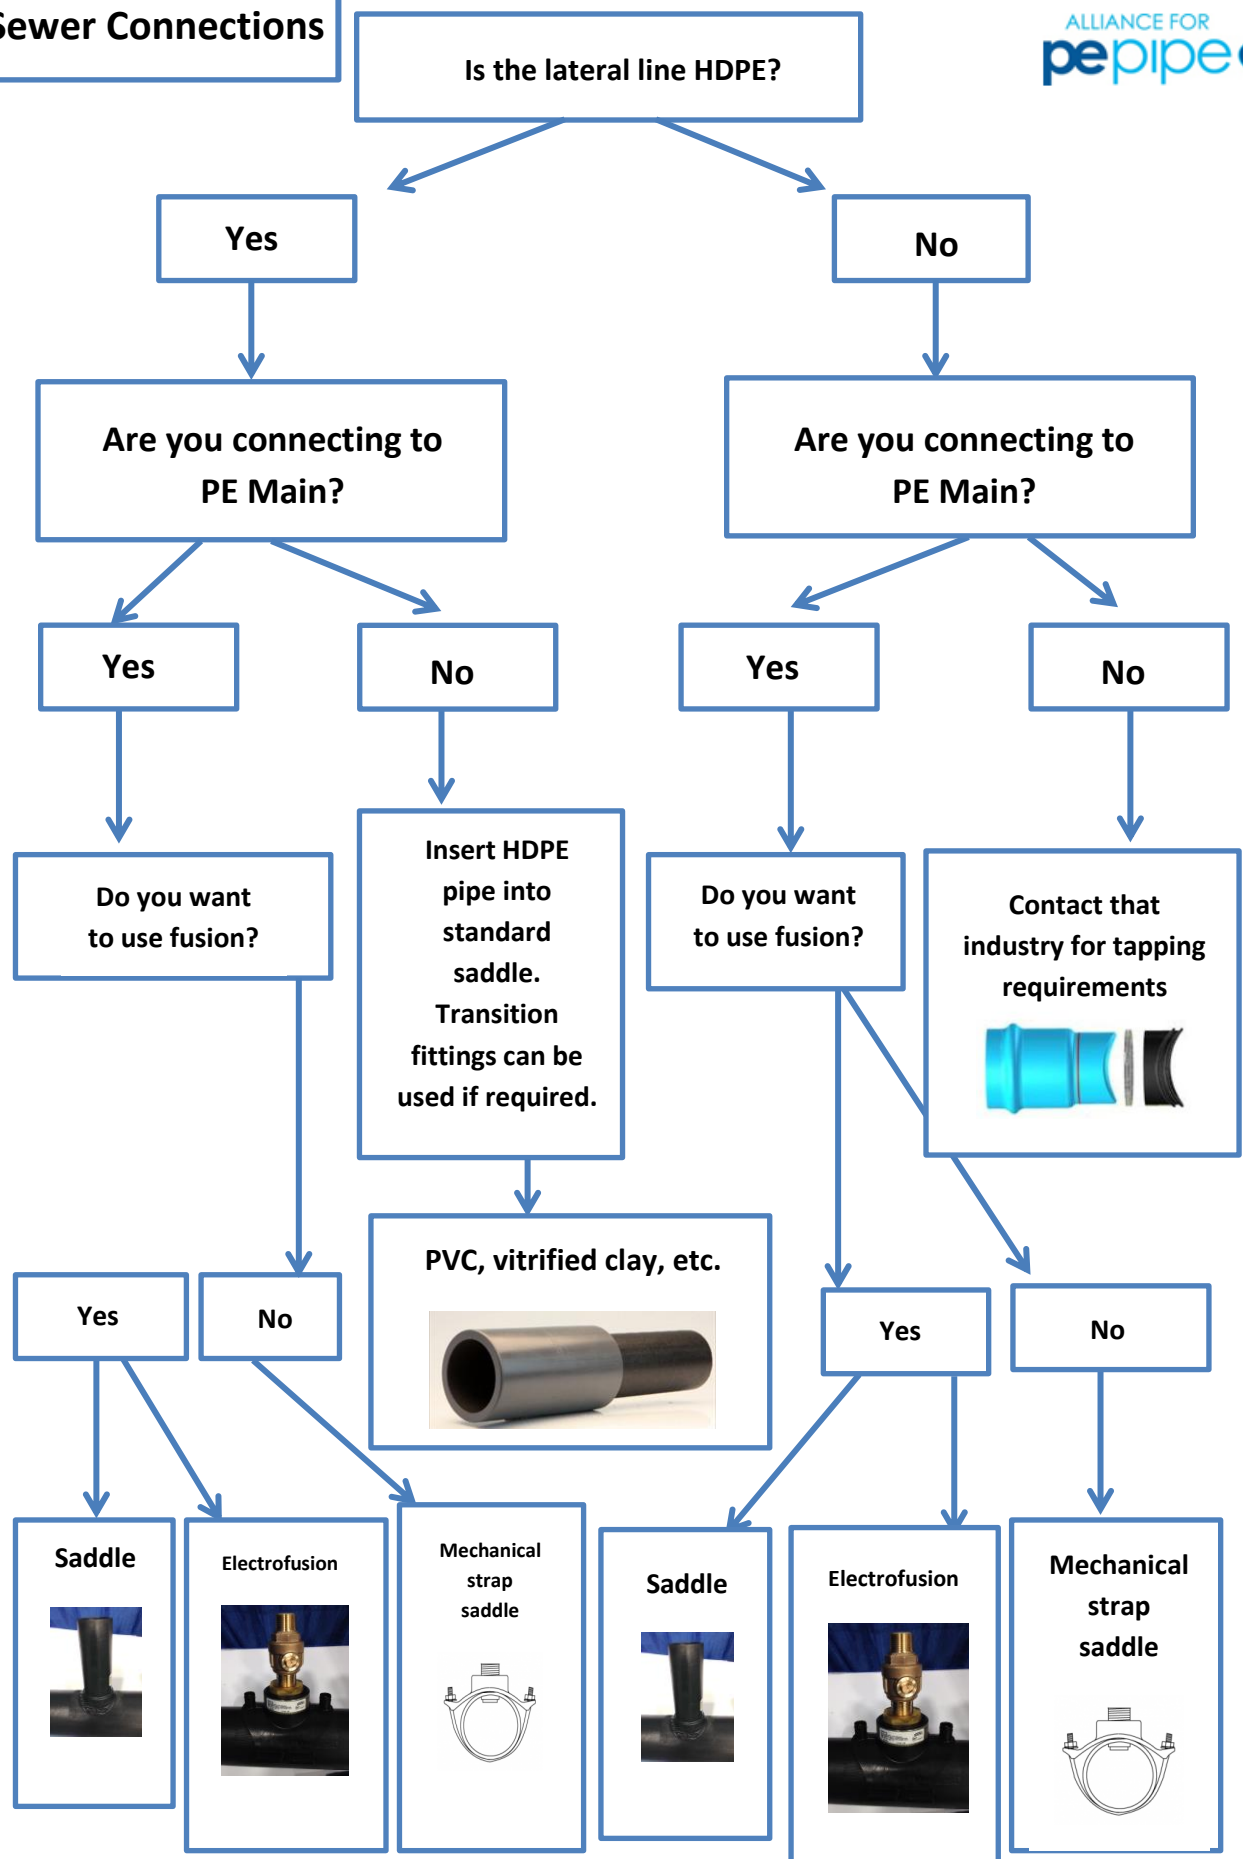 Sewer Connections
ALLIANCE FOR
pepipe
Is the lateral line HDPE?
Yes
No
Are you connecting to
PE Main?
Are you connecting to
PE Main?
Yes
No
Yes
No
Do you want
to use fusion?
Insert HDPE
pipe into
standard
saddle.
Transition
fittings can be
used if required.
Do you want
to use fusion?
Contact that
industry for tapping
requirements
PVC, vitrified clay, etc.
Yes
No
Yes
No
Saddle
Electrofusion
Mechanical
strap
saddle
Saddle
Electrofusion
Mechanical
strap
saddle